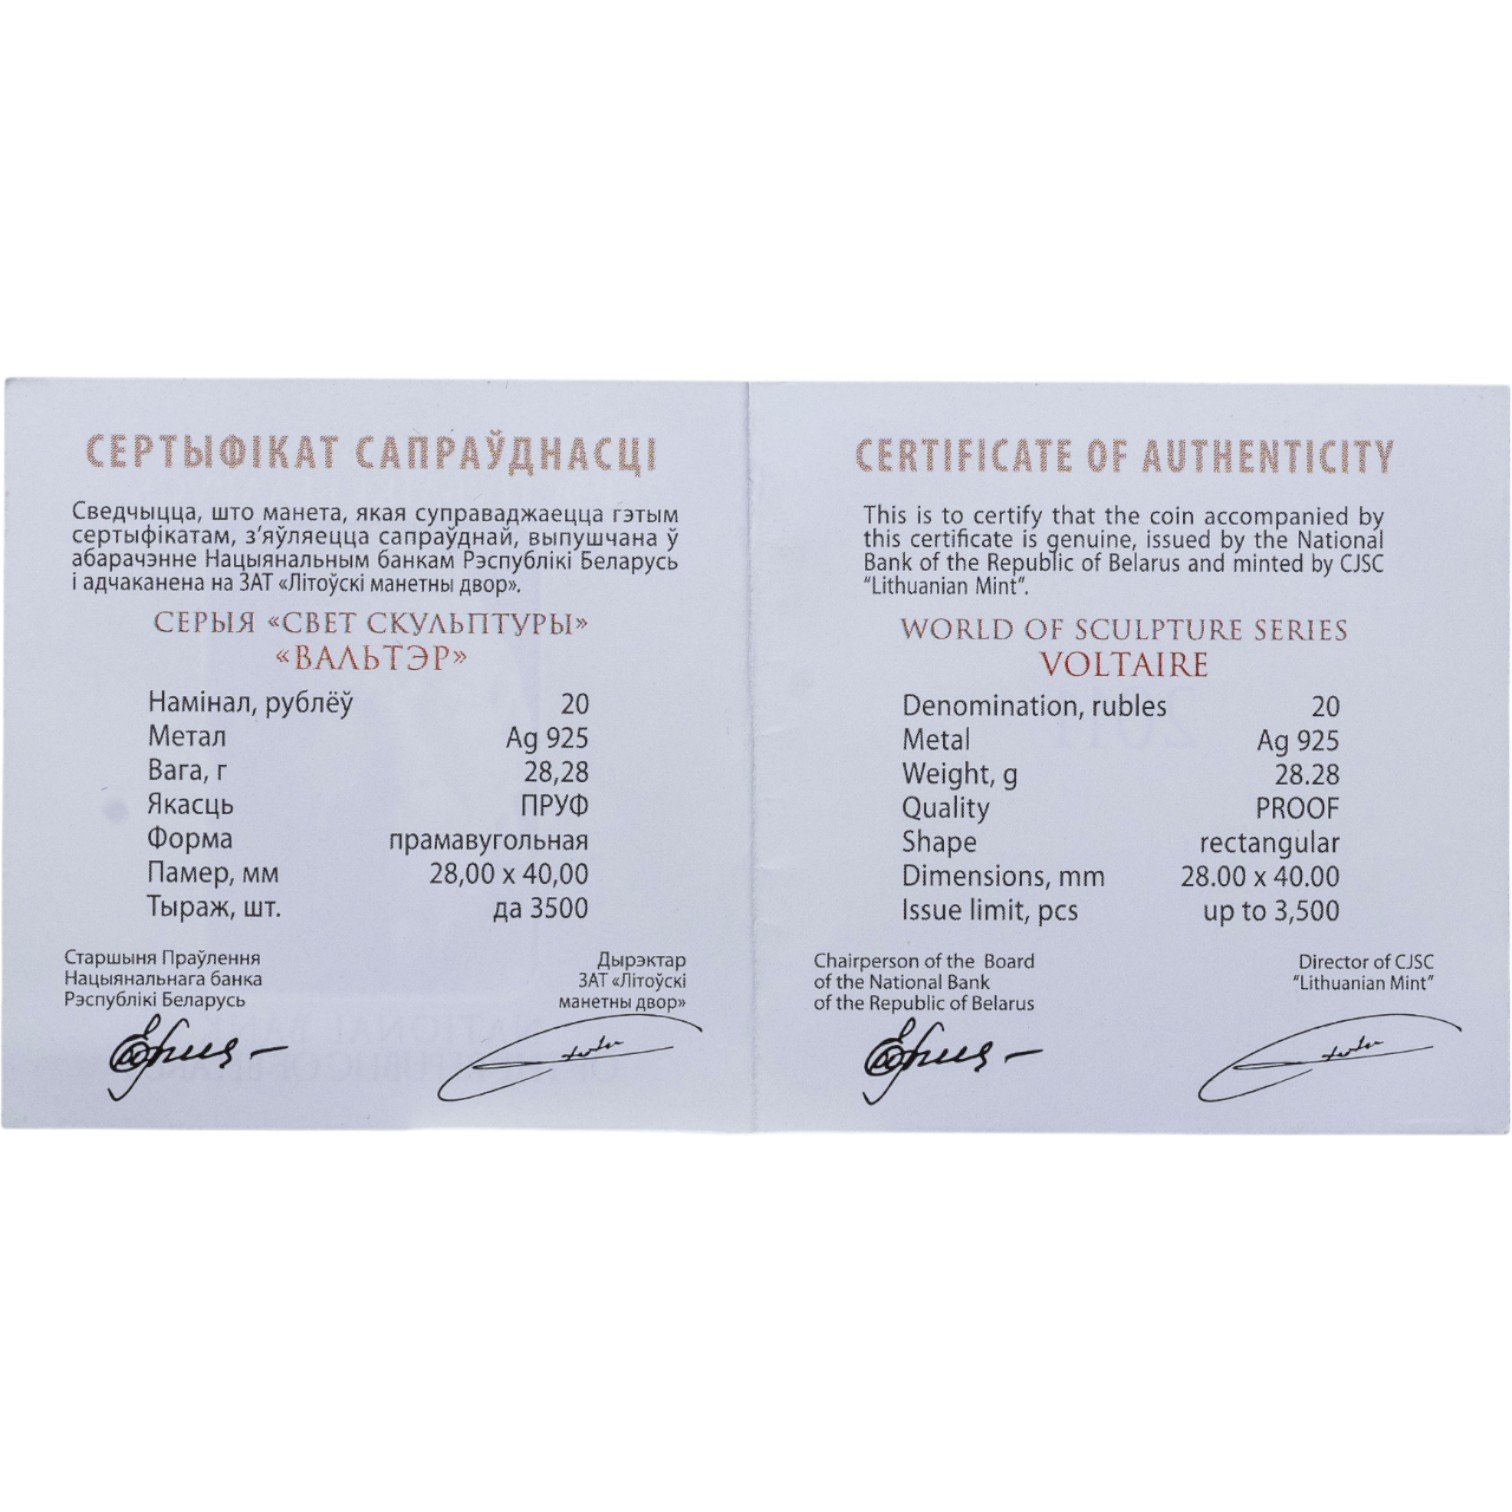 СЕРТЫФІКАТ САПРАЎДНАСЦІ
Сведчыцца, што манета, якая суправаджаецца гэтым
сертыфікатам, з’яўляецца сапраўднай, выпушчана ў
абарачэнне Нацыянальным банкам Рэспублікі Беларусь
і адчаканена на ЗАТ «Літоўскі манетны двор».
СЕРЫЯ «СВЕТ СКУЛЬПТУРЫ»
«ВАЛЬТЭР»
Намінал, рублёў 20
Метал Ag 925
Вага, г 28,28
Якасць ПРУФ
Форма прамавугольная
Памер, мм 28,00 x 40,00
Тыраж, шт. да 3500
Старшыня Праўлення
Нацыянальнага банка
Рэспублікі Беларусь
Дырэктар
ЗАТ «Літоўскі
манетны двор»
CERTIFICATE OF AUTHENTICITY
This is to certify that the coin accompanied by
this certificate is genuine, issued by the National
Bank of the Republic of Belarus and minted by CJSC
“Lithuanian Mint”.
WORLD OF SCULPTURE SERIES
VOLTAIRE
Denomination, rubles 20
Metal Ag 925
Weight, g 28.28
Quality PROOF
Shape rectangular
Dimensions, mm 28.00 x 40.00
Issue limit, pcs up to 3,500
Chairperson of the Board
of the National Bank
of the Republic of Belarus
Director of CJSC
“Lithuanian Mint”